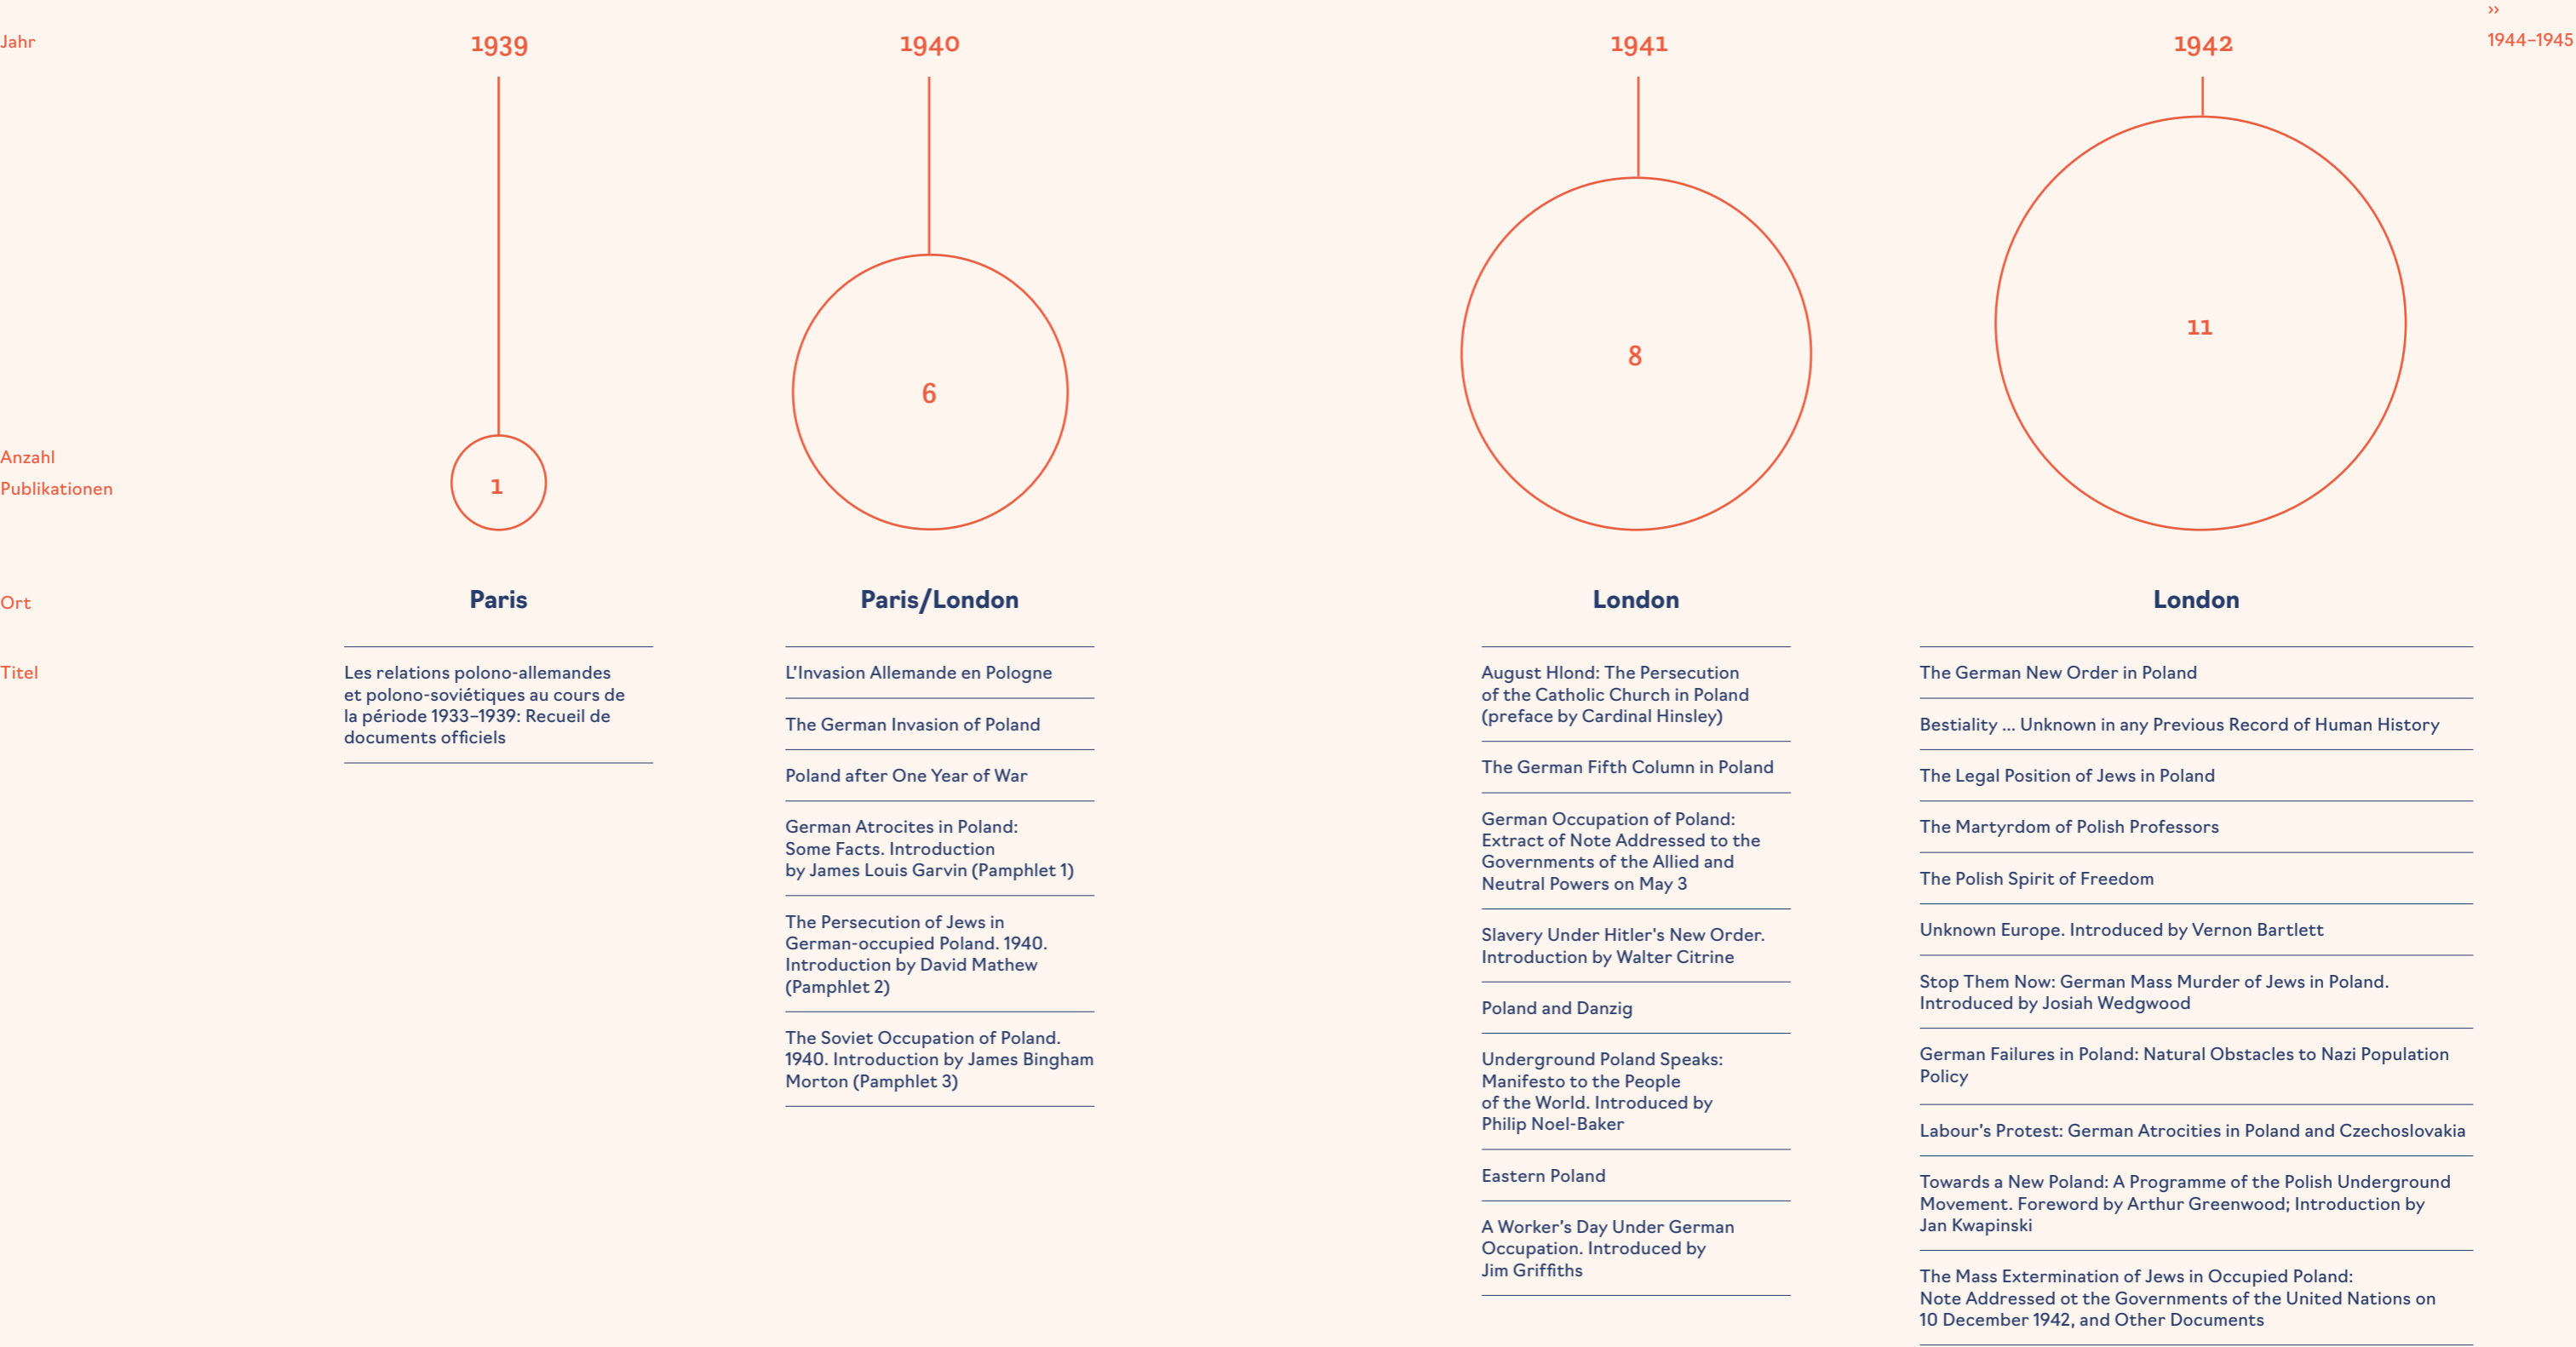 ››
Jahr
1939
1940
1941
1942
1944–1945
Anzahl
Publikationen
1
6
8
11
Ort
Paris
Paris/London
London
London
Titel
Les relations polono-allemandes
et polono-soviétiques au cours de
la période 1933–1939: Recueil de
documents officiels
L’Invasion Allemande en Pologne
The German Invasion of Poland
Poland after One Year of War
German Atrocites in Poland:
Some Facts. Introduction
by James Louis Garvin (Pamphlet 1)
The Persecution of Jews in
German-occupied Poland. 1940.
Introduction by David Mathew
(Pamphlet 2)
The Soviet Occupation of Poland.
1940. Introduction by James Bingham
Morton (Pamphlet 3)
August Hlond: The Persecution
of the Catholic Church in Poland
(preface by Cardinal Hinsley)
The German Fifth Column in Poland
German Occupation of Poland:
Extract of Note Addressed to the
Governments of the Allied and
Neutral Powers on May 3
Slavery Under Hitler's New Order.
Introduction by Walter Citrine
Poland and Danzig
Underground Poland Speaks:
Manifesto to the People
of the World. Introduced by
Philip Noel-Baker
Eastern Poland
A Worker’s Day Under German
Occupation. Introduced by
Jim Griffiths
The German New Order in Poland
Bestiality ... Unknown in any Previous Record of Human History
The Legal Position of Jews in Poland
The Martyrdom of Polish Professors
The Polish Spirit of Freedom
Unknown Europe. Introduced by Vernon Bartlett
Stop Them Now: German Mass Murder of Jews in Poland.
Introduced by Josiah Wedgwood
German Failures in Poland: Natural Obstacles to Nazi Population
Policy
Labour’s Protest: German Atrocities in Poland and Czechoslovakia
Towards a New Poland: A Programme of the Polish Underground
Movement. Foreword by Arthur Greenwood; Introduction by
Jan Kwapinski
The Mass Extermination of Jews in Occupied Poland:
Note Addressed ot the Governments of the United Nations on
10 December 1942, and Other Documents